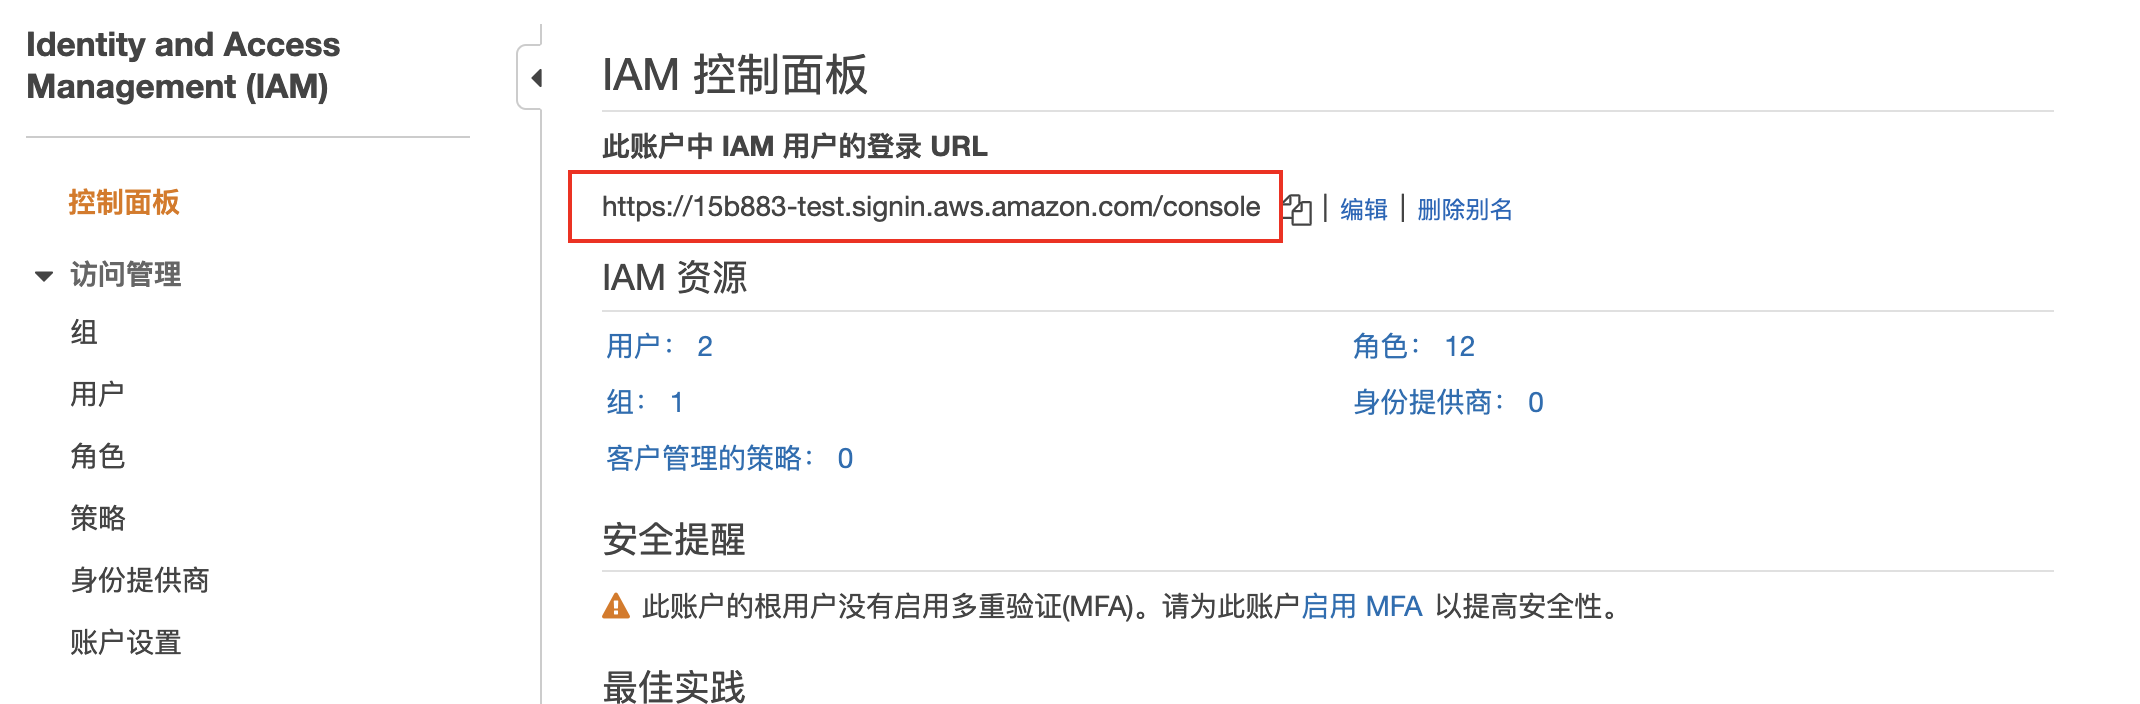 Identity and Access
Management (IAM)
控制面板
访问管理
组
用户
角色
策略
身份提供商
账户设置
IAM 控制面板
此账户中 IAM 用户的登录 URL
https://15b883-test.signin.aws.amazon.com/console | 编辑 | 删除别名
IAM 资源
用户： 2 角色： 12
组： 1 身份提供商： 0
客户管理的策略： 0
安全提醒
此账户的根用户没有启用多重验证(MFA)。请为此账户启用 MFA 以提高安全性。
最佳实践